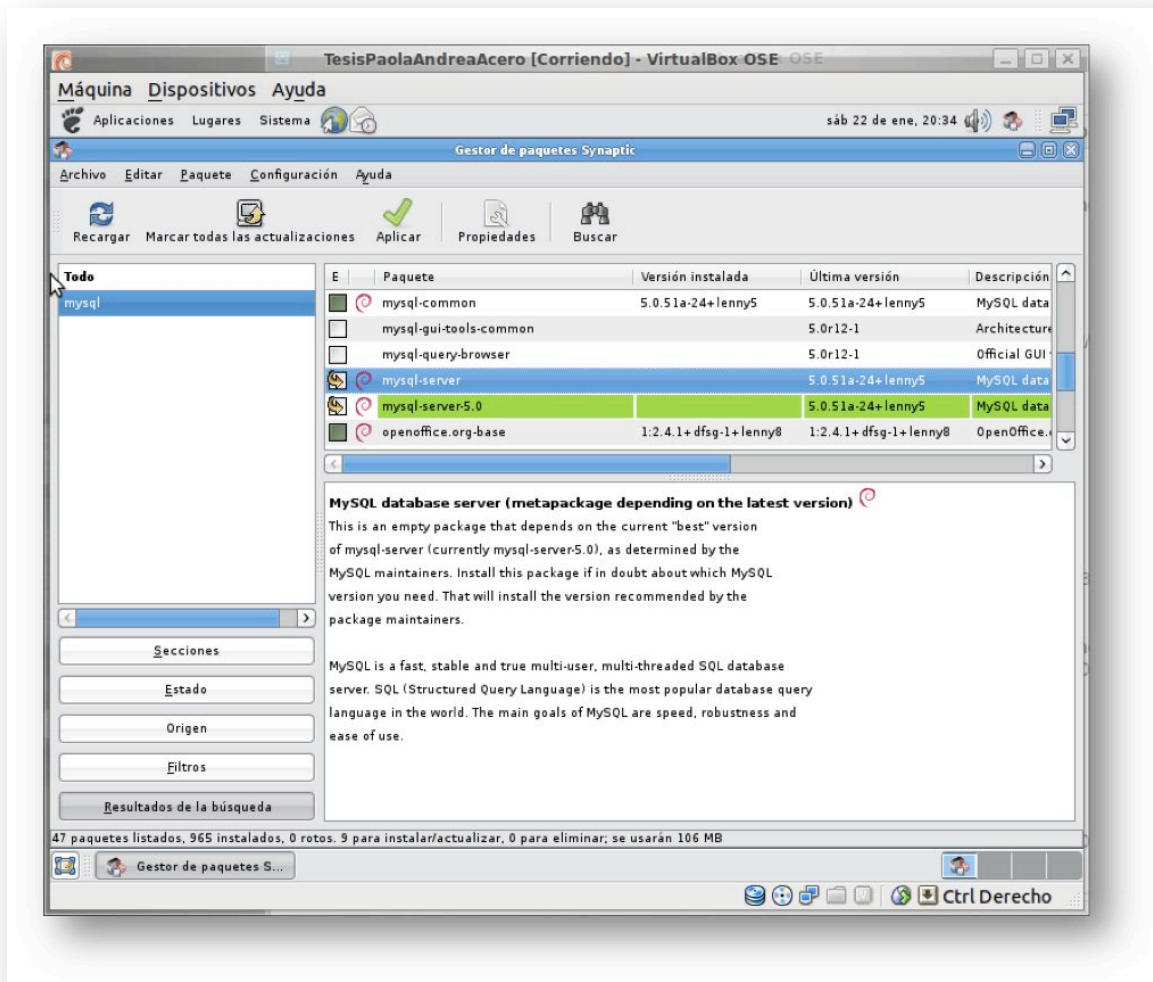 TesisPaolaAndreaAcero [Corriendo] - VirtualBox OSE
Máquina Dispositivos Ayuda
Aplicaciones Lugares Sistema sáb 22 de ene, 20:34
Gestor de paquetes Synaptic
Archivo Editar Paquete Configuración Ayuda
Recargar Marcar todas las actualizaciones Aplicar Propiedades Buscar
Todo
mysql
E Paquete Versión instalada Última versión Descripción
mysql-common 5.0.51a-24+lenny5 5.0.51a-24+lenny5 MySQL data
mysql-gui-tools-common 5.0r12-1 Architecture
mysql-query-browser 5.0r12-1 Official GUI
mysql-server 5.0.51a-24+lenny5 MySQL data
mysql-server-5.0 5.0.51a-24+lenny5 MySQL data
openoffice.org-base 1:2.4.1+dfsg-1+lenny8 1:2.4.1+dfsg-1+lenny8 OpenOffice.
MySQL database server (metapackage depending on the latest version)
This is an empty package that depends on the current "best" version
of mysql-server (currently mysql-server-5.0), as determined by the
MySQL maintainers. Install this package if in doubt about which MySQL
version you need. That will install the version recommended by the
package maintainers.
MySQL is a fast, stable and true multi-user, multi-threaded SQL database
server. SQL (Structured Query Language) is the most popular database query
language in the world. The main goals of MySQL are speed, robustness and
ease of use.
Secciones
Estado
Origen
Filtros
Resultados de la búsqueda
47 paquetes listados, 965 instalados, 0 rotos. 9 para instalar/actualizar, 0 para eliminar; se usarán 106 MB
Gestor de paquetes S...
Ctrl Derecho